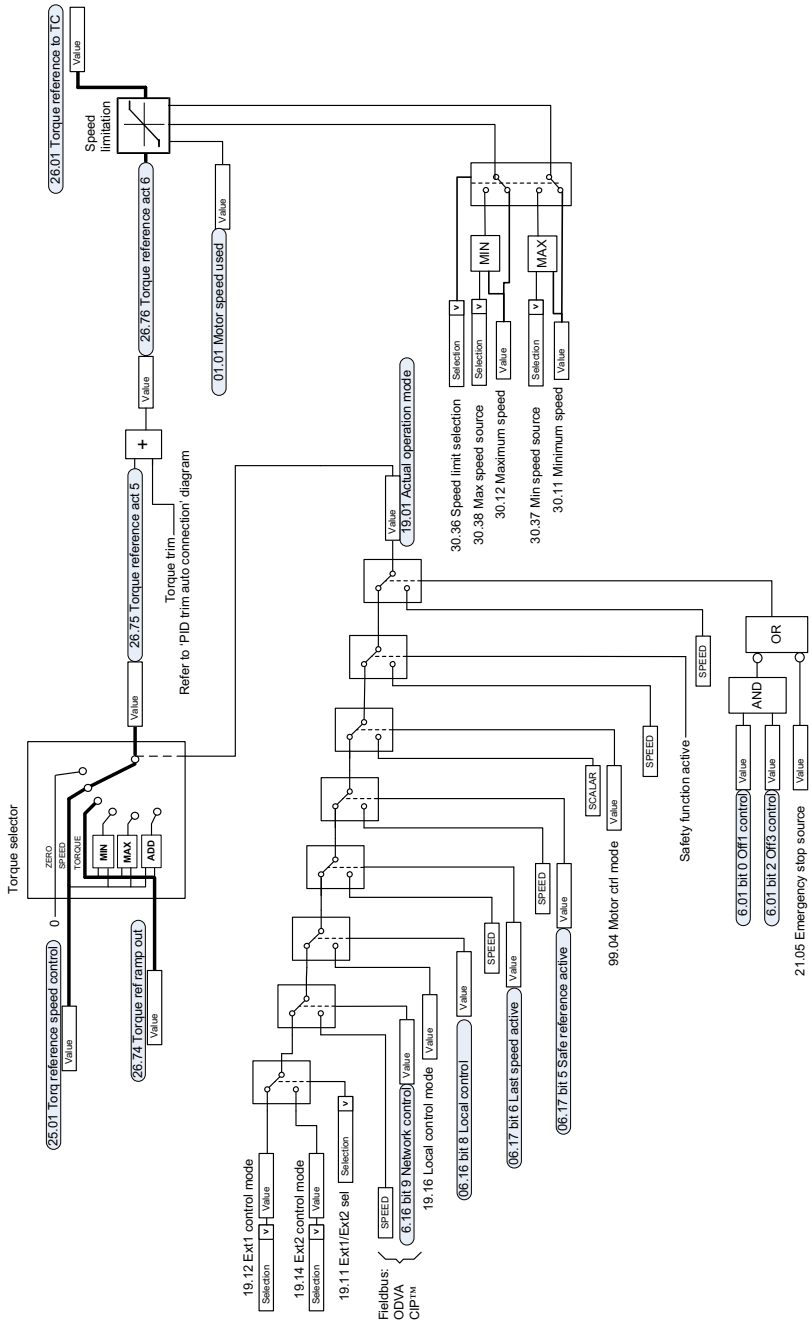 Torque selector
0
ZERO
SPEED
TORQUE
MIN
MAX
ADD
25.01 Torq reference speed control
Value
26.74 Torque ref ramp out
Value
Value
26.75 Torque reference act 5
+
Torque trim
Refer to 'PID trim auto connection' diagram
Value
26.76 Torque reference act 6
01.01 Motor speed used
Value
Speed
limitation
26.01 Torque reference to TC
Value
19.12 Ext1 control mode
Selection
v
Value
19.14 Ext2 control mode
Selection
v
Value
19.11 Ext1/Ext2 sel
Selection
v
Fieldbus:
ODVA
CIP™
SPEED
6.16 bit 9 Network control
Value
19.16 Local control mode
Value
06.16 bit 8 Local control
Value
SPEED
06.17 bit 6 Last speed active
Value
SPEED
06.17 bit 5 Safe reference active
Value
SCALAR
99.04 Motor ctrl mode
Value
SPEED
Safety function active
SPEED
6.01 bit 0 Off1 control
Value
6.01 bit 2 Off3 control
Value
AND
OR
21.05 Emergency stop source
Value
Value
19.01 Actual operation mode
30.36 Speed limit selection
Selection
v
30.38 Max speed source
Selection
v
30.12 Maximum speed
Value
MIN
30.37 Min speed source
Selection
v
30.11 Minimum speed
Value
MAX